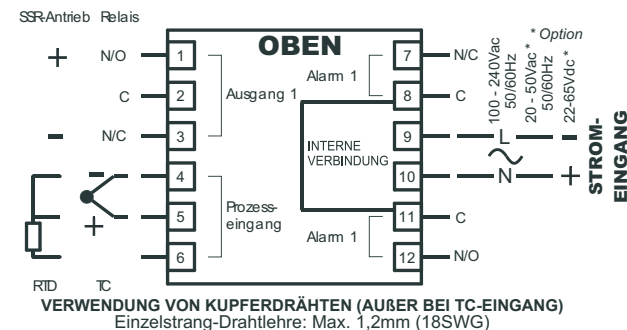 SSR-Antrieb Relais
OBEN
* Option
+ N/O 1
C 2
- N/C 3
Ausgang 1
- 4
+ 5
6
Prozess-
eingang
RTD TC
Alarm 1
7 N/C
8 C
9 L -
10 N +
INTERNE
VERBINDUNG
Alarm 1
11 C
12 N/O
100 - 240Vac
50/60Hz
20 - 50Vac *
50/60Hz
22-65Vdc *
STROM-
EINGANG
VERWENDUNG VON KUPFERDRÄHTEN (AUßER BEI TC-EINGANG)
Einzelstrang-Drahtlehre: Max. 1,2mm (18SWG)